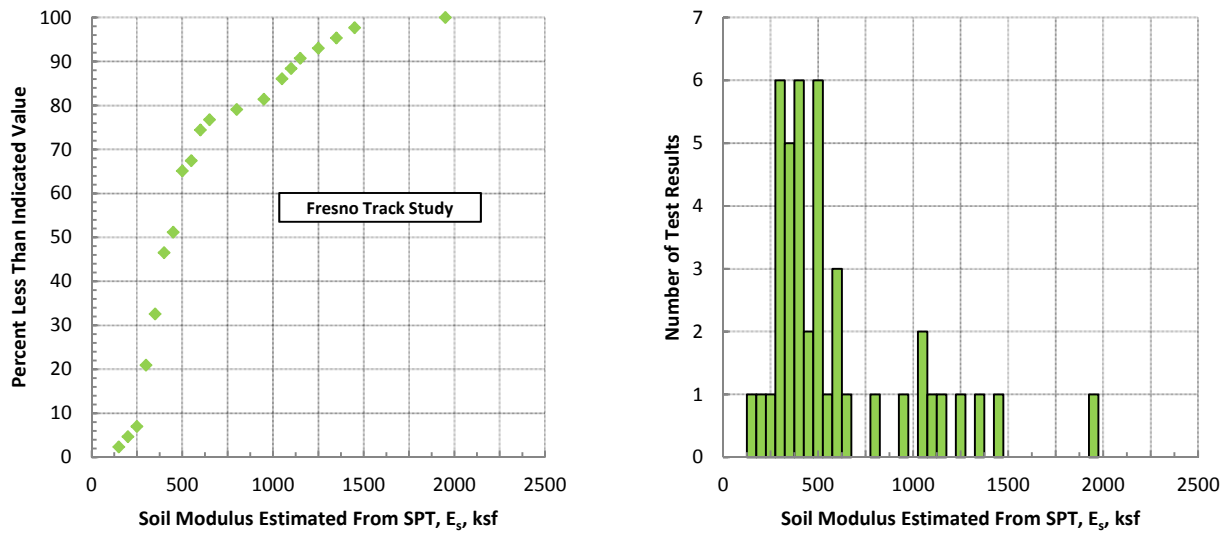 100
90
80
70
60
50
40
30
20
10
0
Percent Less Than Indicated Value
Fresno Track Study
0 500 1000 1500 2000 2500
Soil Modulus Estimated From SPT, Es, ksf
7
6
5
4
3
2
1
0
Number of Test Results
0 500 1000 1500 2000 2500
Soil Modulus Estimated From SPT, Es, ksf